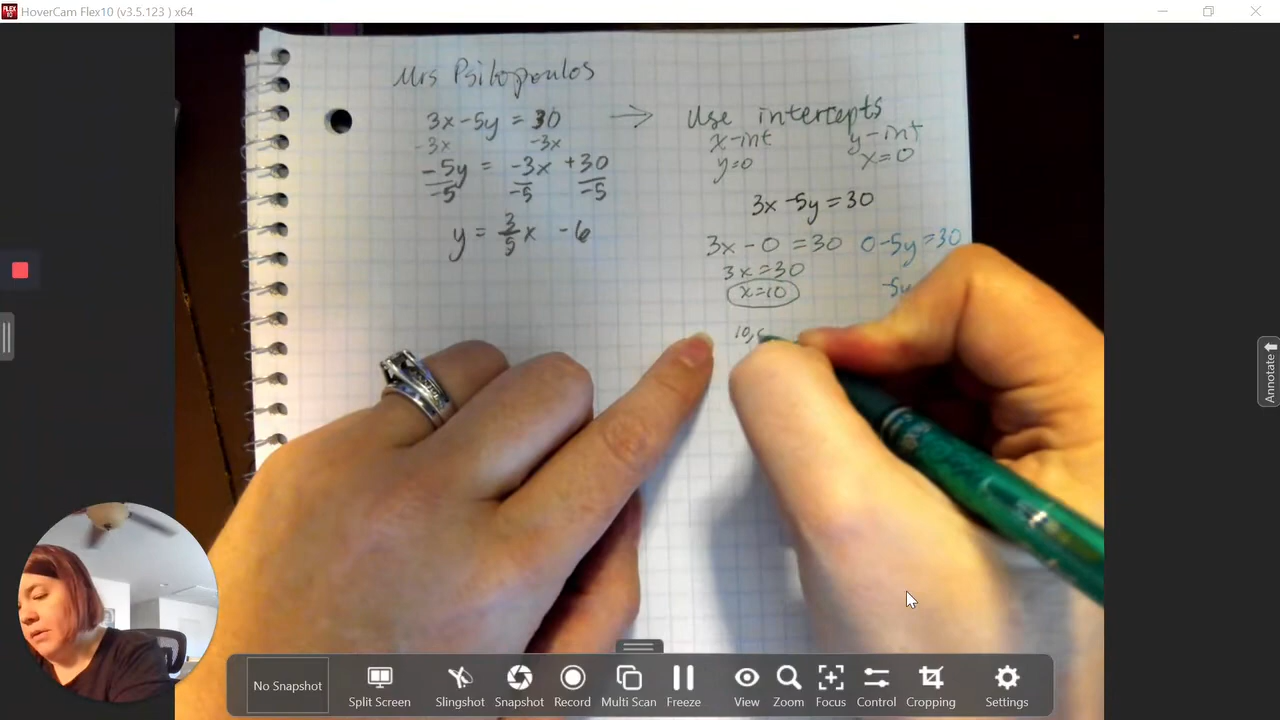 HoverCam Flex10 (v3.5.123 ) x64
Mrs Psilopoulos
3x-5y = 30
-3x -3x
-5y = -3x +30
-5 -5 -5
y = 3/5 x -6
Use intercepts
x-int y-int
y=0 x=0
3x-5y=30
3x - 0 = 30
3x=30
x=10
10,
0-5y=30
-5y
Annotate
No Snapshot
Split Screen
Slingshot
Snapshot
Record
Multi Scan
Freeze
View
Zoom
Focus
Control
Cropping
Settings